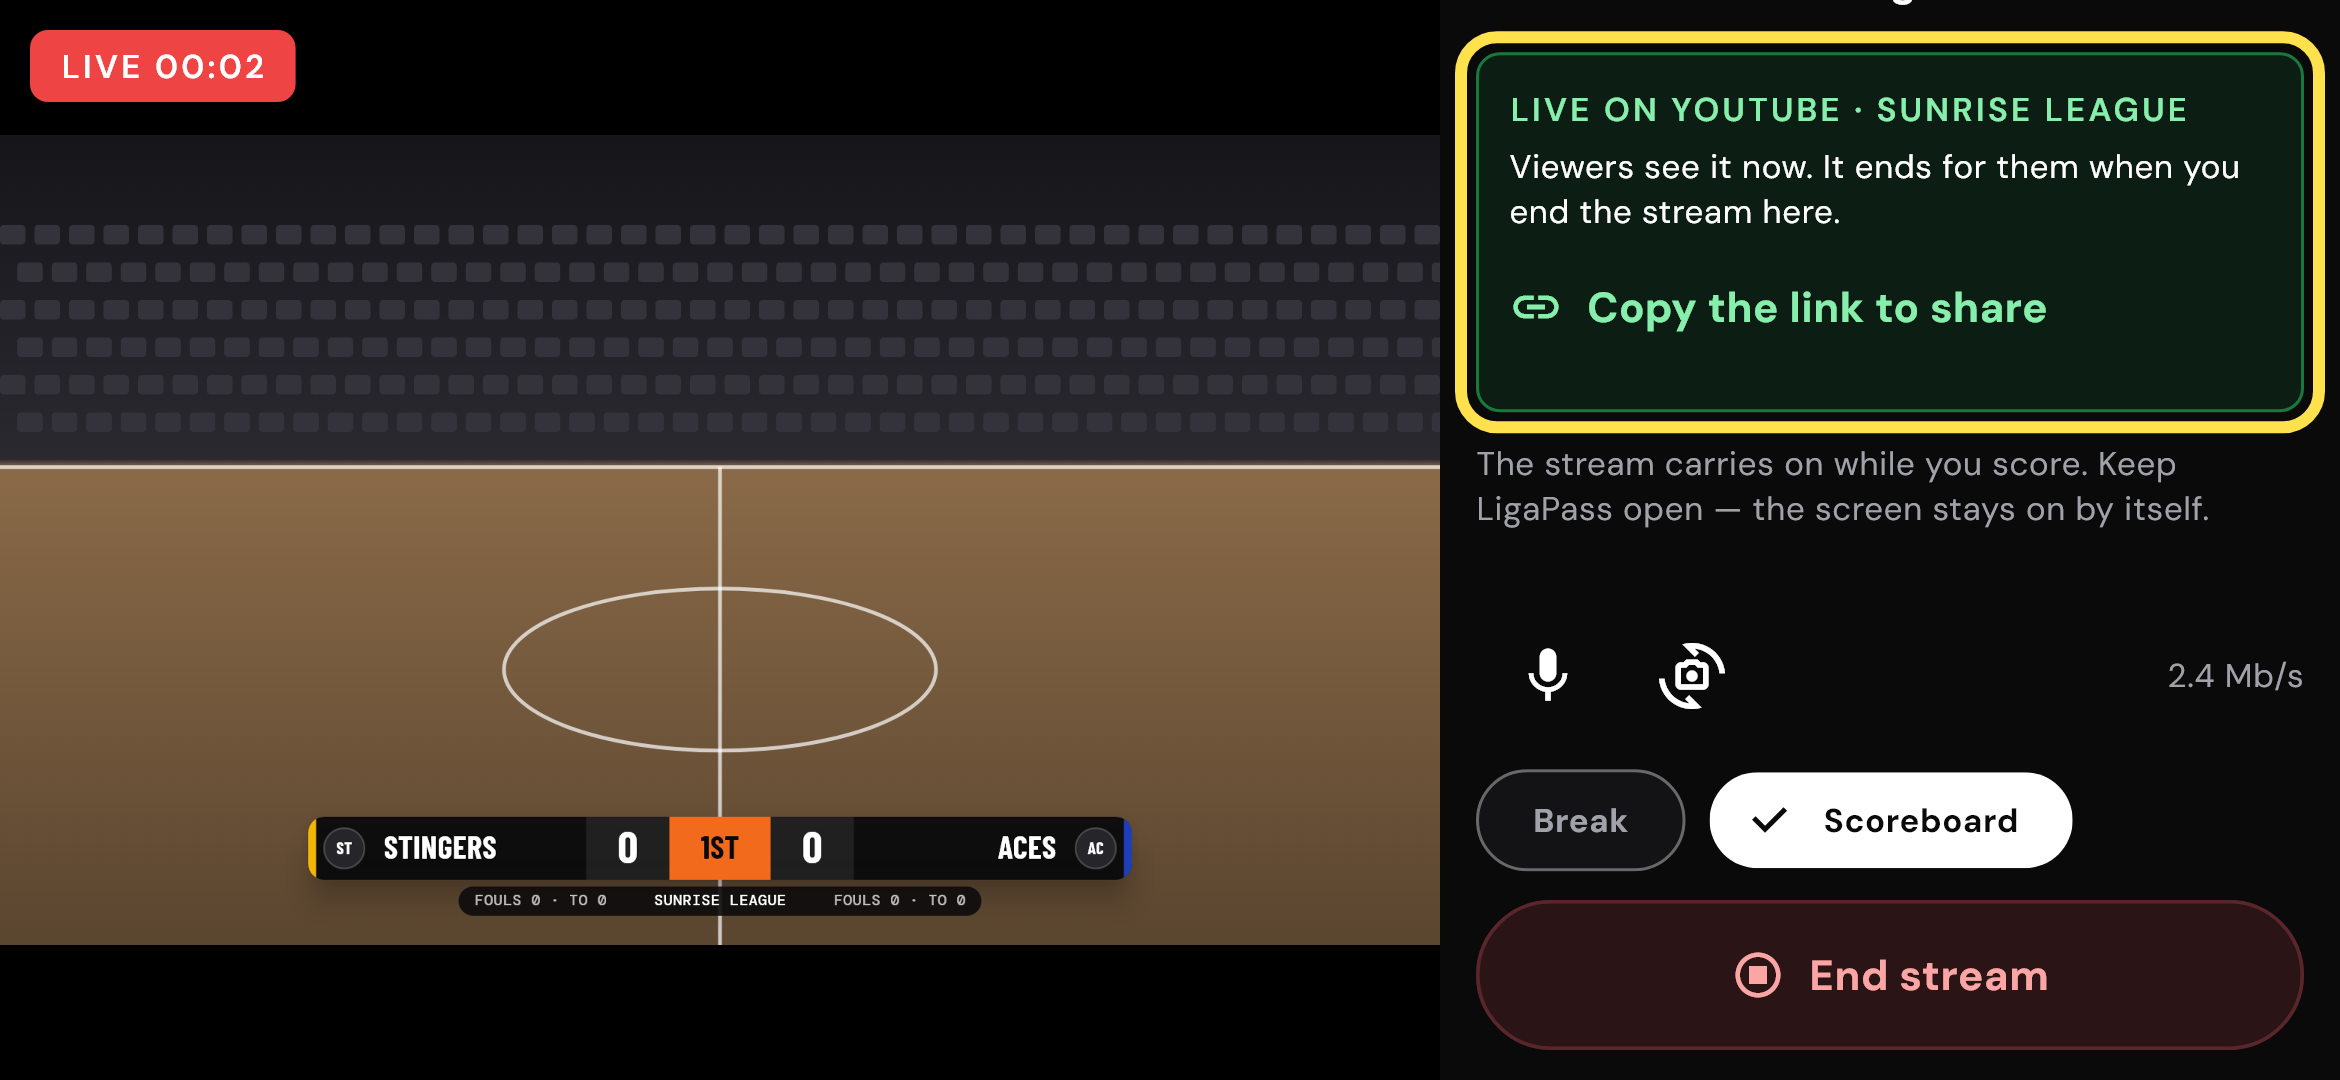 LIVE 00:02
STINGERS
ST
0
1ST
0
ACES
AC
FOULS 0 · TO 0
SUNRISE LEAGUE
FOULS 0 · TO 0
LIVE ON YOUTUBE · SUNRISE LEAGUE
Viewers see it now. It ends for them when you
end the stream here.
Copy the link to share
The stream carries on while you score. Keep
LigaPass open — the screen stays on by itself.
2.4 Mb/s
Break
Scoreboard
End stream